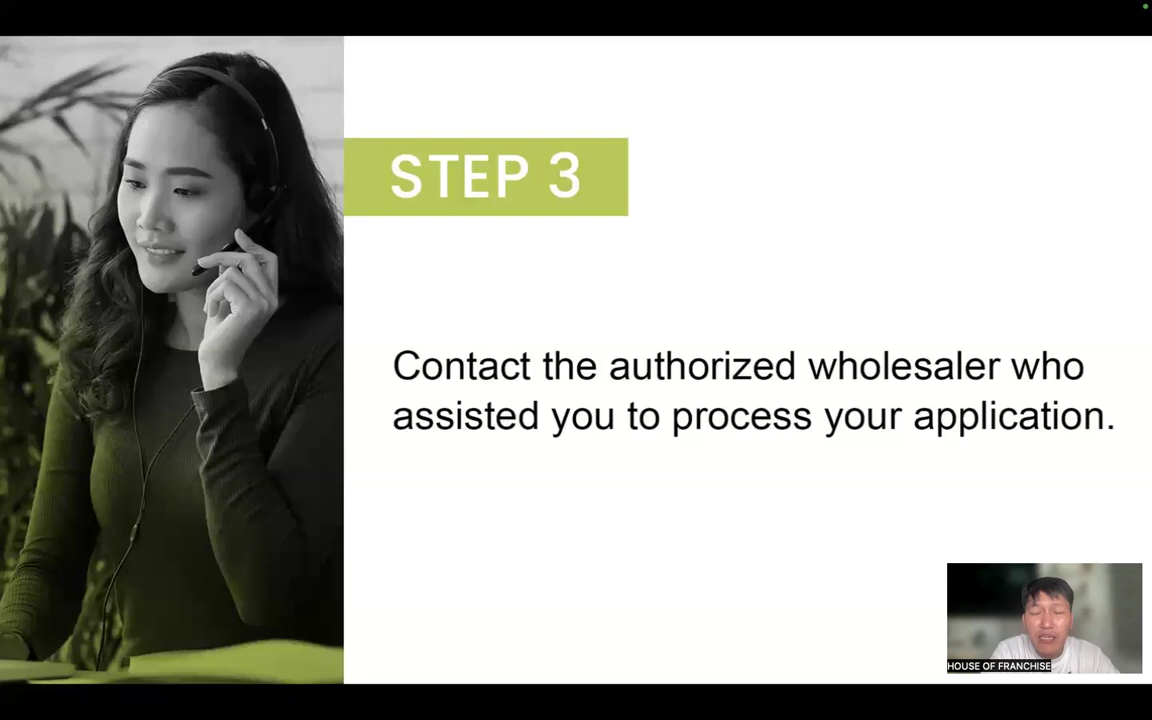 STEP 3
Contact the authorized wholesaler who
assisted you to process your application.
HOUSE OF FRANCHISE